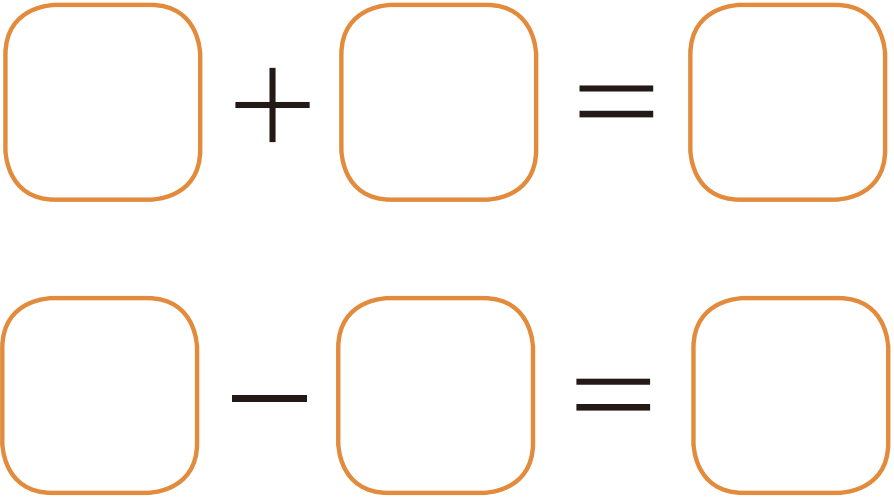 + =
− =